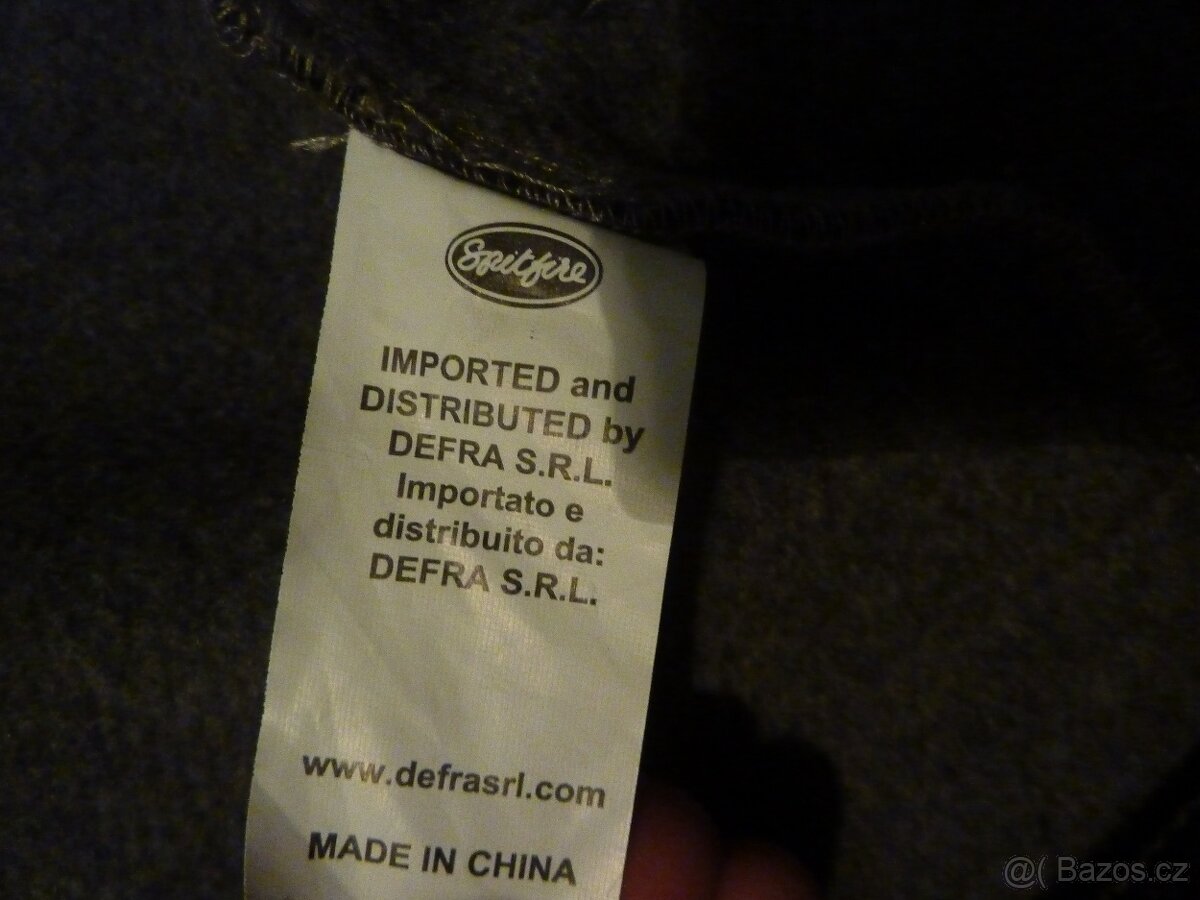 Spitfire
IMPORTED and
DISTRIBUTED by
DEFRA S.R.L.
Importato e
distribuito da:
DEFRA S.R.L.
www.defrasrl.com
MADE IN CHINA
@( Bazos.cz